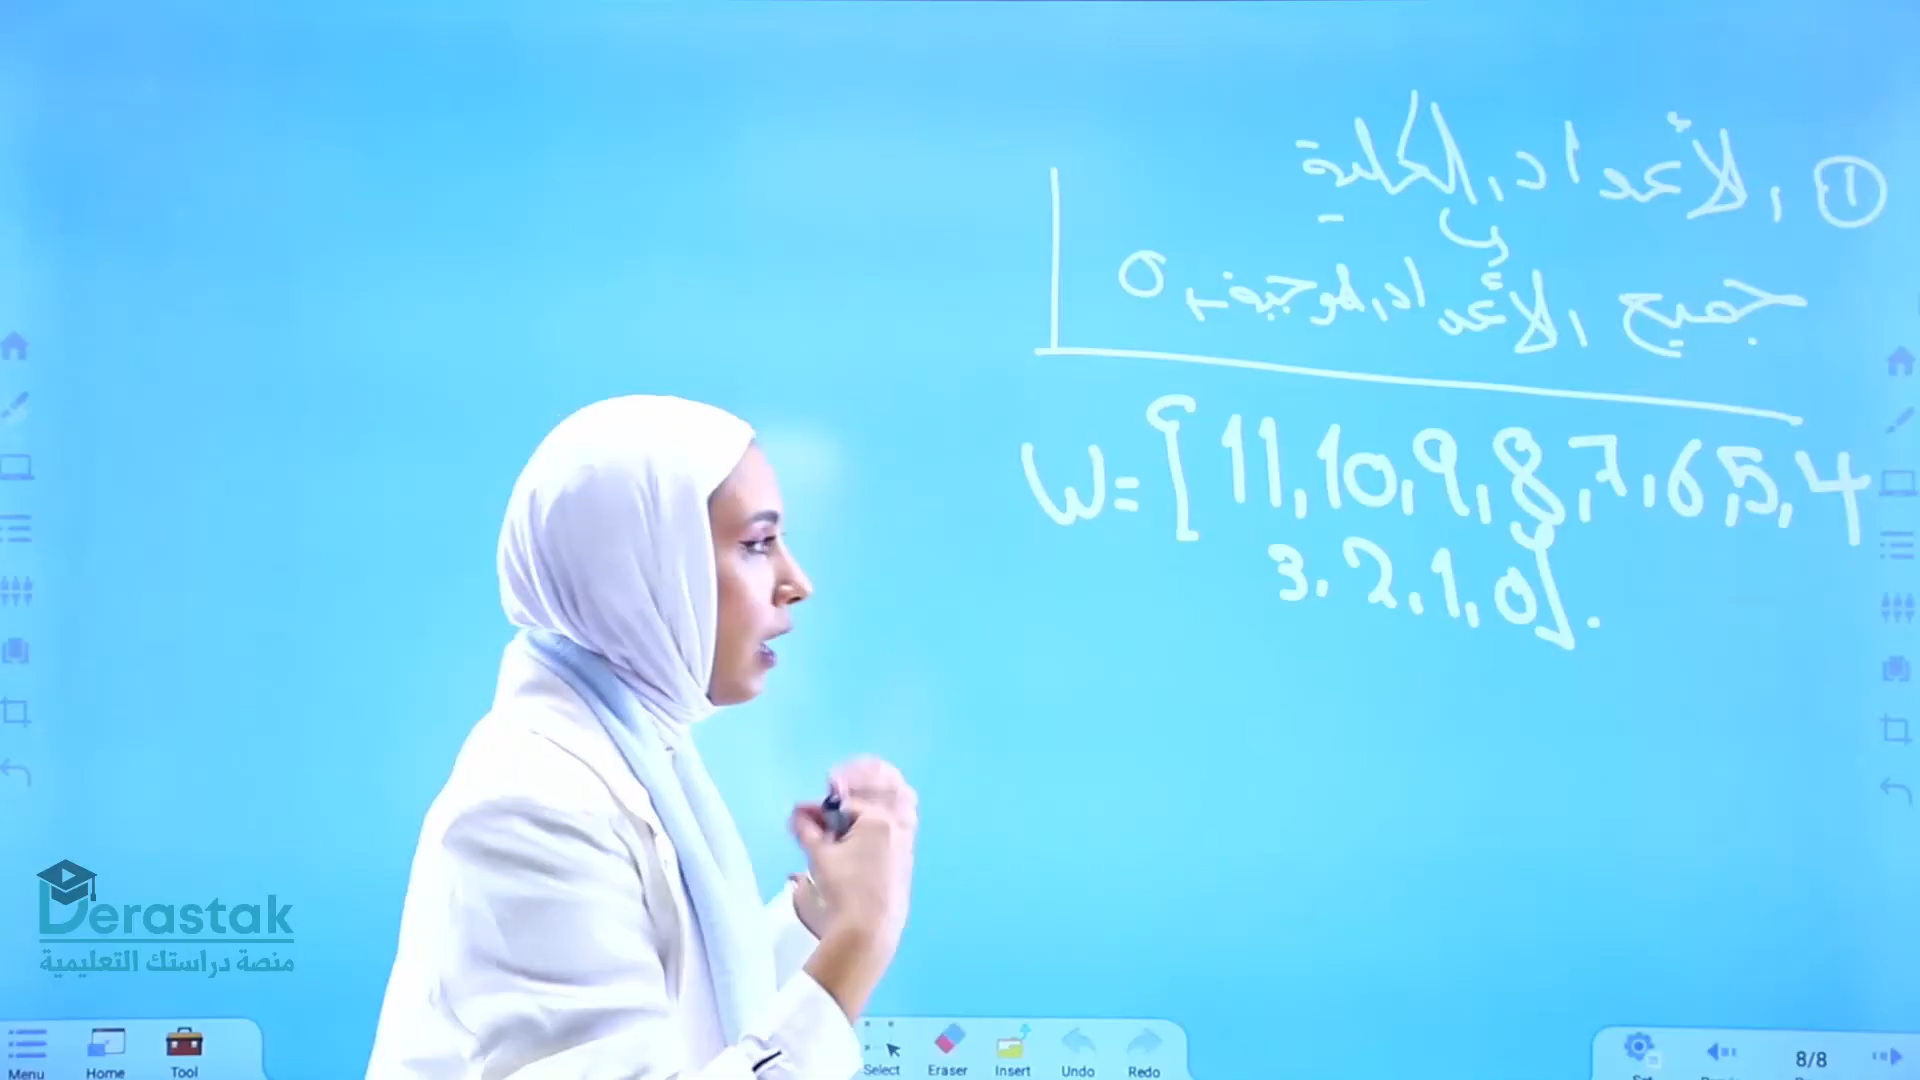 ① الأعداد الكلية
جميع الأعداد الموجبة + 0
W = { 11, 10, 9, 8, 7, 6, 5, 4
3, 2, 1, 0 } .
Derastak
منصة دراستك التعليمية
Menu Home Tool
Select Eraser Insert Undo Redo
8/8